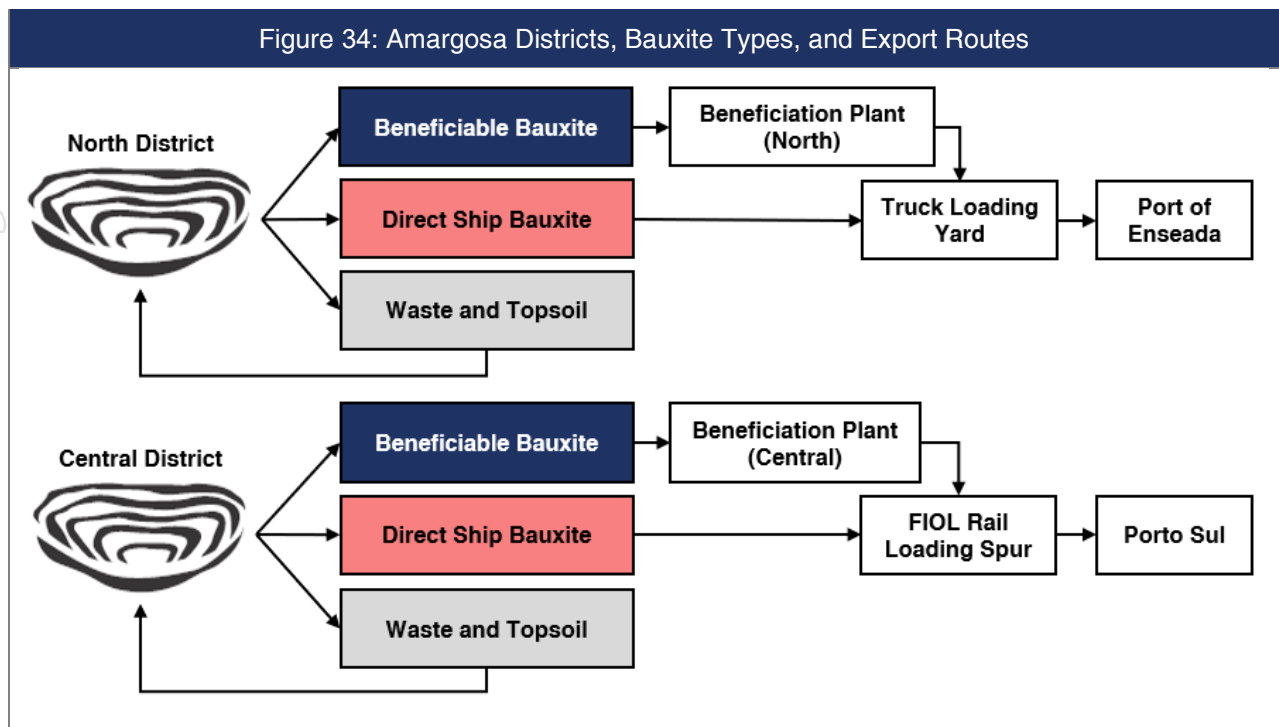 Figure 34: Amargosa Districts, Bauxite Types, and Export Routes
North District
Beneficiable Bauxite
Beneficiation Plant
(North)
Direct Ship Bauxite
Truck Loading
Yard
Port of
Enseada
Waste and Topsoil
Central District
Beneficiable Bauxite
Beneficiation Plant
(Central)
Direct Ship Bauxite
FIOL Rail
Loading Spur
Porto Sul
Waste and Topsoil